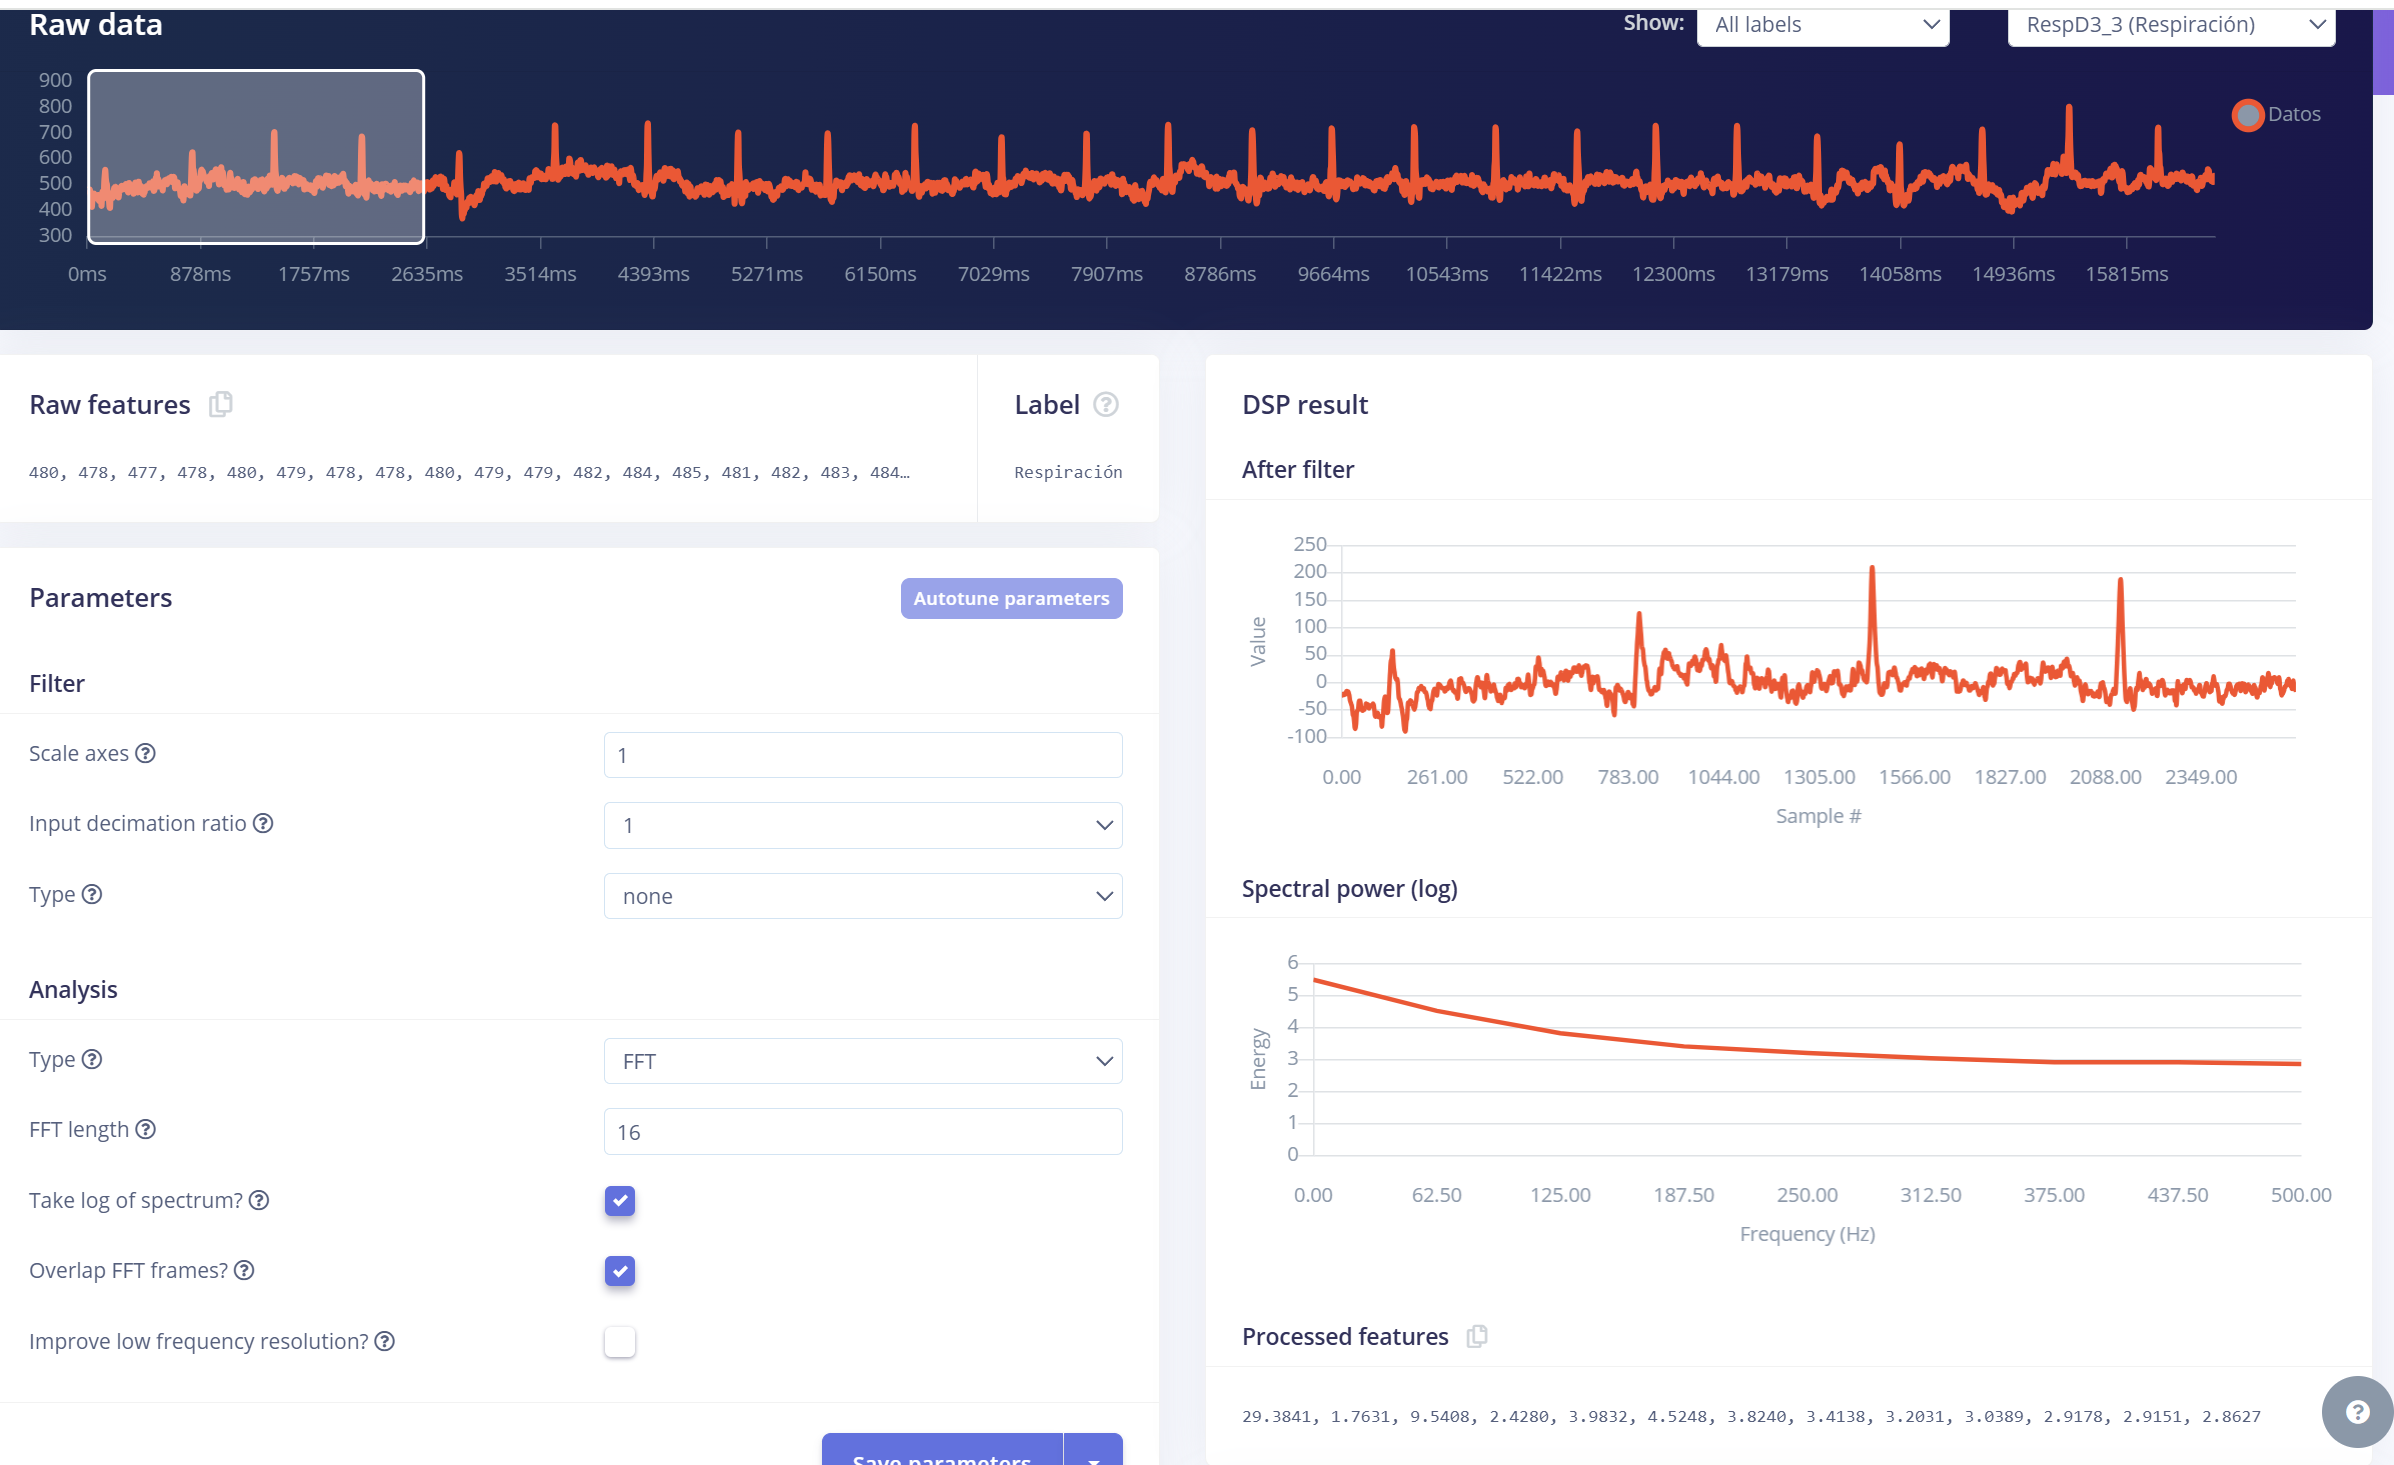 Raw data
Show:
All labels
RespD3_3 (Respiración)
900
800
700
600
500
400
300
Datos
0ms 878ms 1757ms 2635ms 3514ms 4393ms 5271ms 6150ms 7029ms 7907ms 8786ms 9664ms 10543ms 11422ms 12300ms 13179ms 14058ms 14936ms 15815ms
Raw features
Label ?
480, 478, 477, 478, 480, 479, 478, 478, 480, 479, 479, 482, 484, 485, 481, 482, 483, 484…
Respiración
Parameters
Autotune parameters
Filter
Scale axes ?
1
Input decimation ratio ?
1
Type ?
none
Analysis
Type ?
FFT
FFT length ?
16
Take log of spectrum? ?
Overlap FFT frames? ?
Improve low frequency resolution? ?
Save parameters
DSP result
After filter
250
200
150
100
50
0
-50
-100
Value
0.00 261.00 522.00 783.00 1044.00 1305.00 1566.00 1827.00 2088.00 2349.00
Sample #
Spectral power (log)
6
5
4
3
2
1
0
Energy
0.00 62.50 125.00 187.50 250.00 312.50 375.00 437.50 500.00
Frequency (Hz)
Processed features
29.3841, 1.7631, 9.5408, 2.4280, 3.9832, 4.5248, 3.8240, 3.4138, 3.2031, 3.0389, 2.9178, 2.9151, 2.8627
?